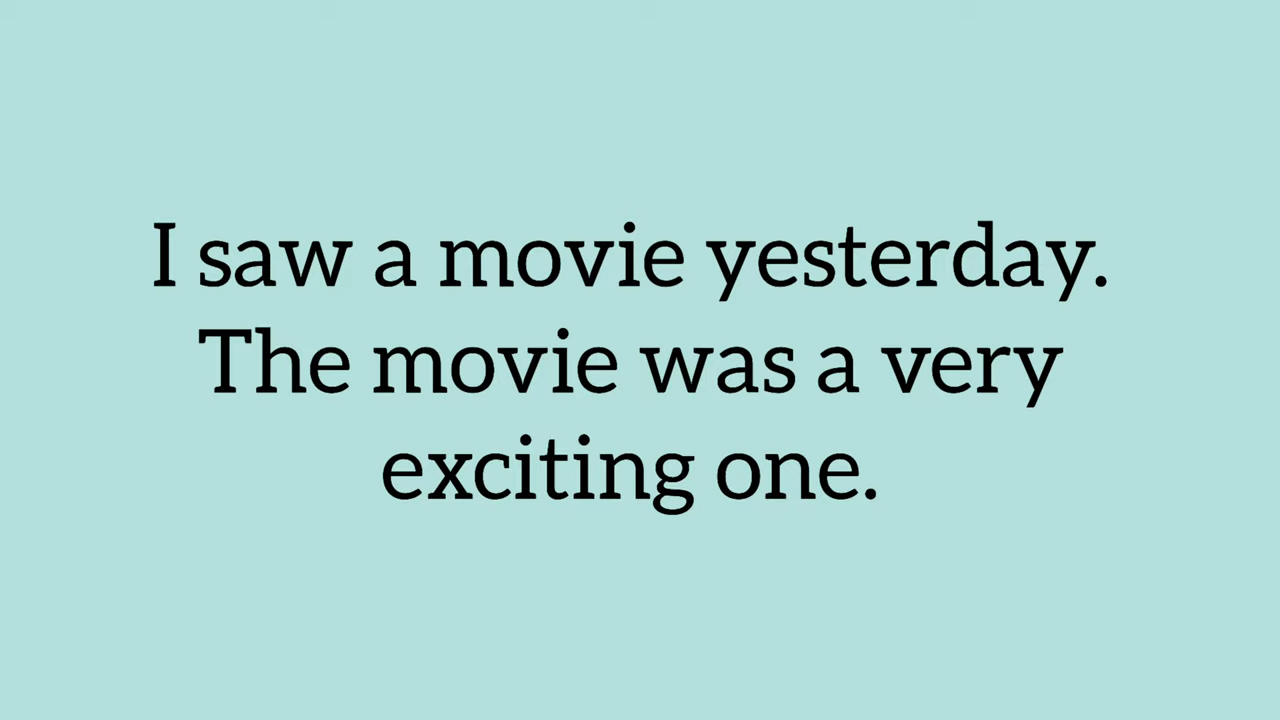 I saw a movie yesterday.
The movie was a very
exciting one.